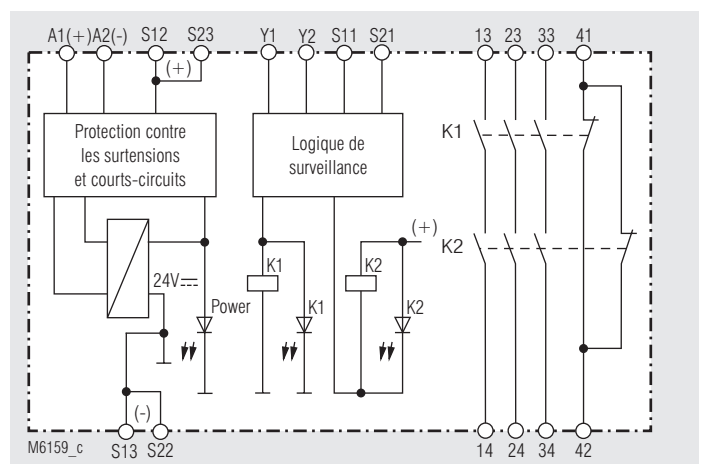 A1(+) A2(-) S12 S23 Y1 Y2 S11 S21 13 23 33 41
(+)
Protection contre
les surtensions
et courts-circuits
Logique de
surveillance
K1
(+)
K2
24V
K1
K2
Power
K1
K2
(-)
M6159_c
S13 S22 14 24 34 42